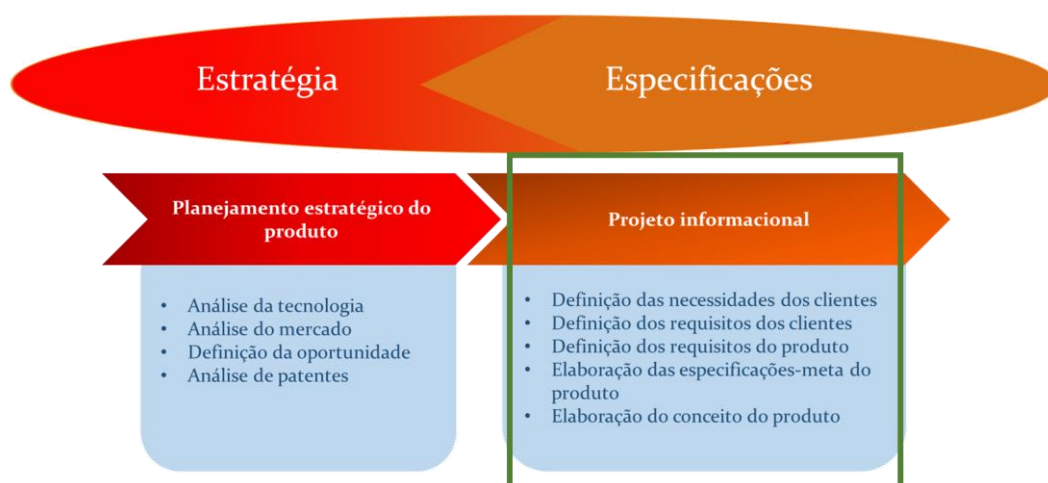 Estratégia
Especificações
Planejamento estratégico do
produto
Projeto informacional
• Análise da tecnologia
• Análise do mercado
• Definição da oportunidade
• Análise de patentes
• Definição das necessidades dos clientes
• Definição dos requisitos dos clientes
• Definição dos requisitos do produto
• Elaboração das especificações-meta do
produto
• Elaboração do conceito do produto